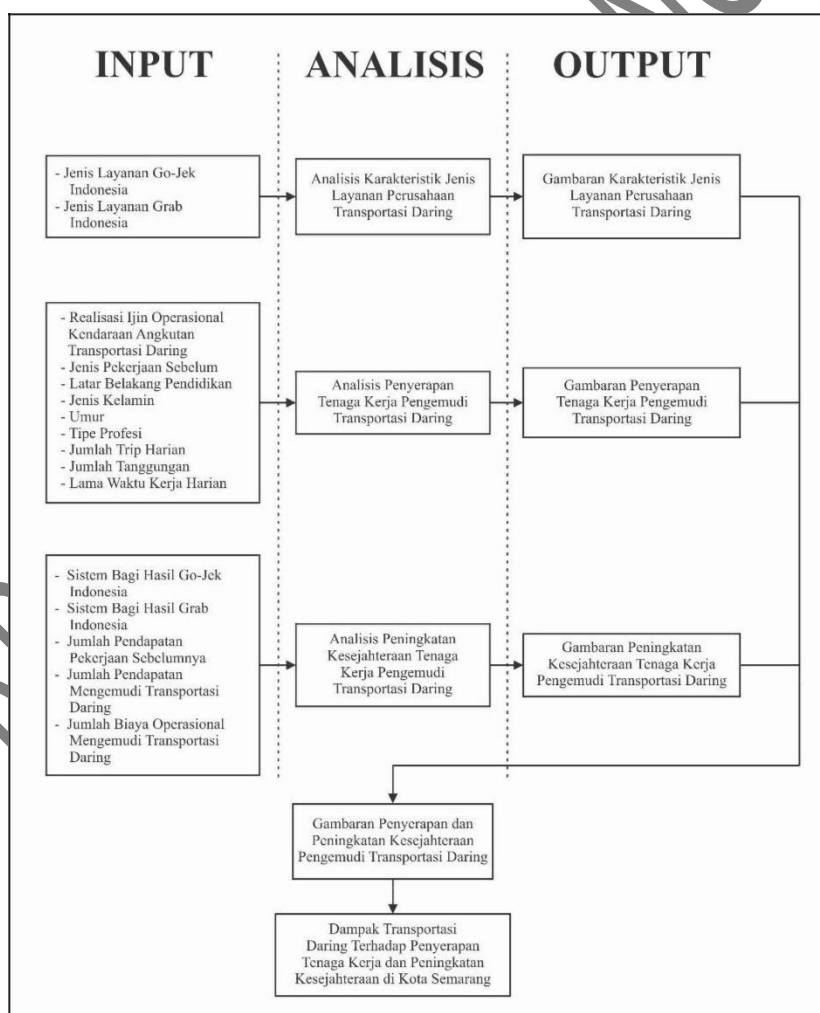 INPUT
ANALISIS
OUTPUT
- Jenis Layanan Go-Jek
Indonesia
- Jenis Layanan Grab
Indonesia
Analisis Karakteristik Jenis
Layanan Perusahaan
Transportasi Daring
Gambaran Karakteristik Jenis
Layanan Perusahaan
Transportasi Daring
- Realisasi Ijin Operasional
Kendaraan Angkutan
Transportasi Daring
- Jenis Pekerjaan Sebelum
- Latar Belakang Pendidikan
- Jenis Kelamin
- Umur
- Tipe Profesi
- Jumlah Trip Harian
- Jumlah Tanggungan
- Lama Waktu Kerja Harian
Analisis Penyerapan
Tenaga Kerja Pengemudi
Transportasi Daring
Gambaran Penyerapan
Tenaga Kerja Pengemudi
Transportasi Daring
- Sistem Bagi Hasil Go-Jek
Indonesia
- Sistem Bagi Hasil Grab
Indonesia
- Jumlah Pendapatan
Pekerjaan Sebelumnya
- Jumlah Pendapatan
Mengemudi Transportasi
Daring
- Jumlah Biaya Operasional
Mengemudi Transportasi
Daring
Analisis Peningkatan
Kesejahteraan Tenaga
Kerja Pengemudi
Transportasi Daring
Gambaran Peningkatan
Kesejahteraan Tenaga Kerja
Pengemudi Transportasi Daring
Gambaran Penyerapan dan
Peningkatan Kesejahteraan
Pengemudi Transportasi Daring
Dampak Transportasi
Daring Terhadap Penyerapan
Tenaga Kerja dan Peningkatan
Kesejahteraan di Kota Semarang